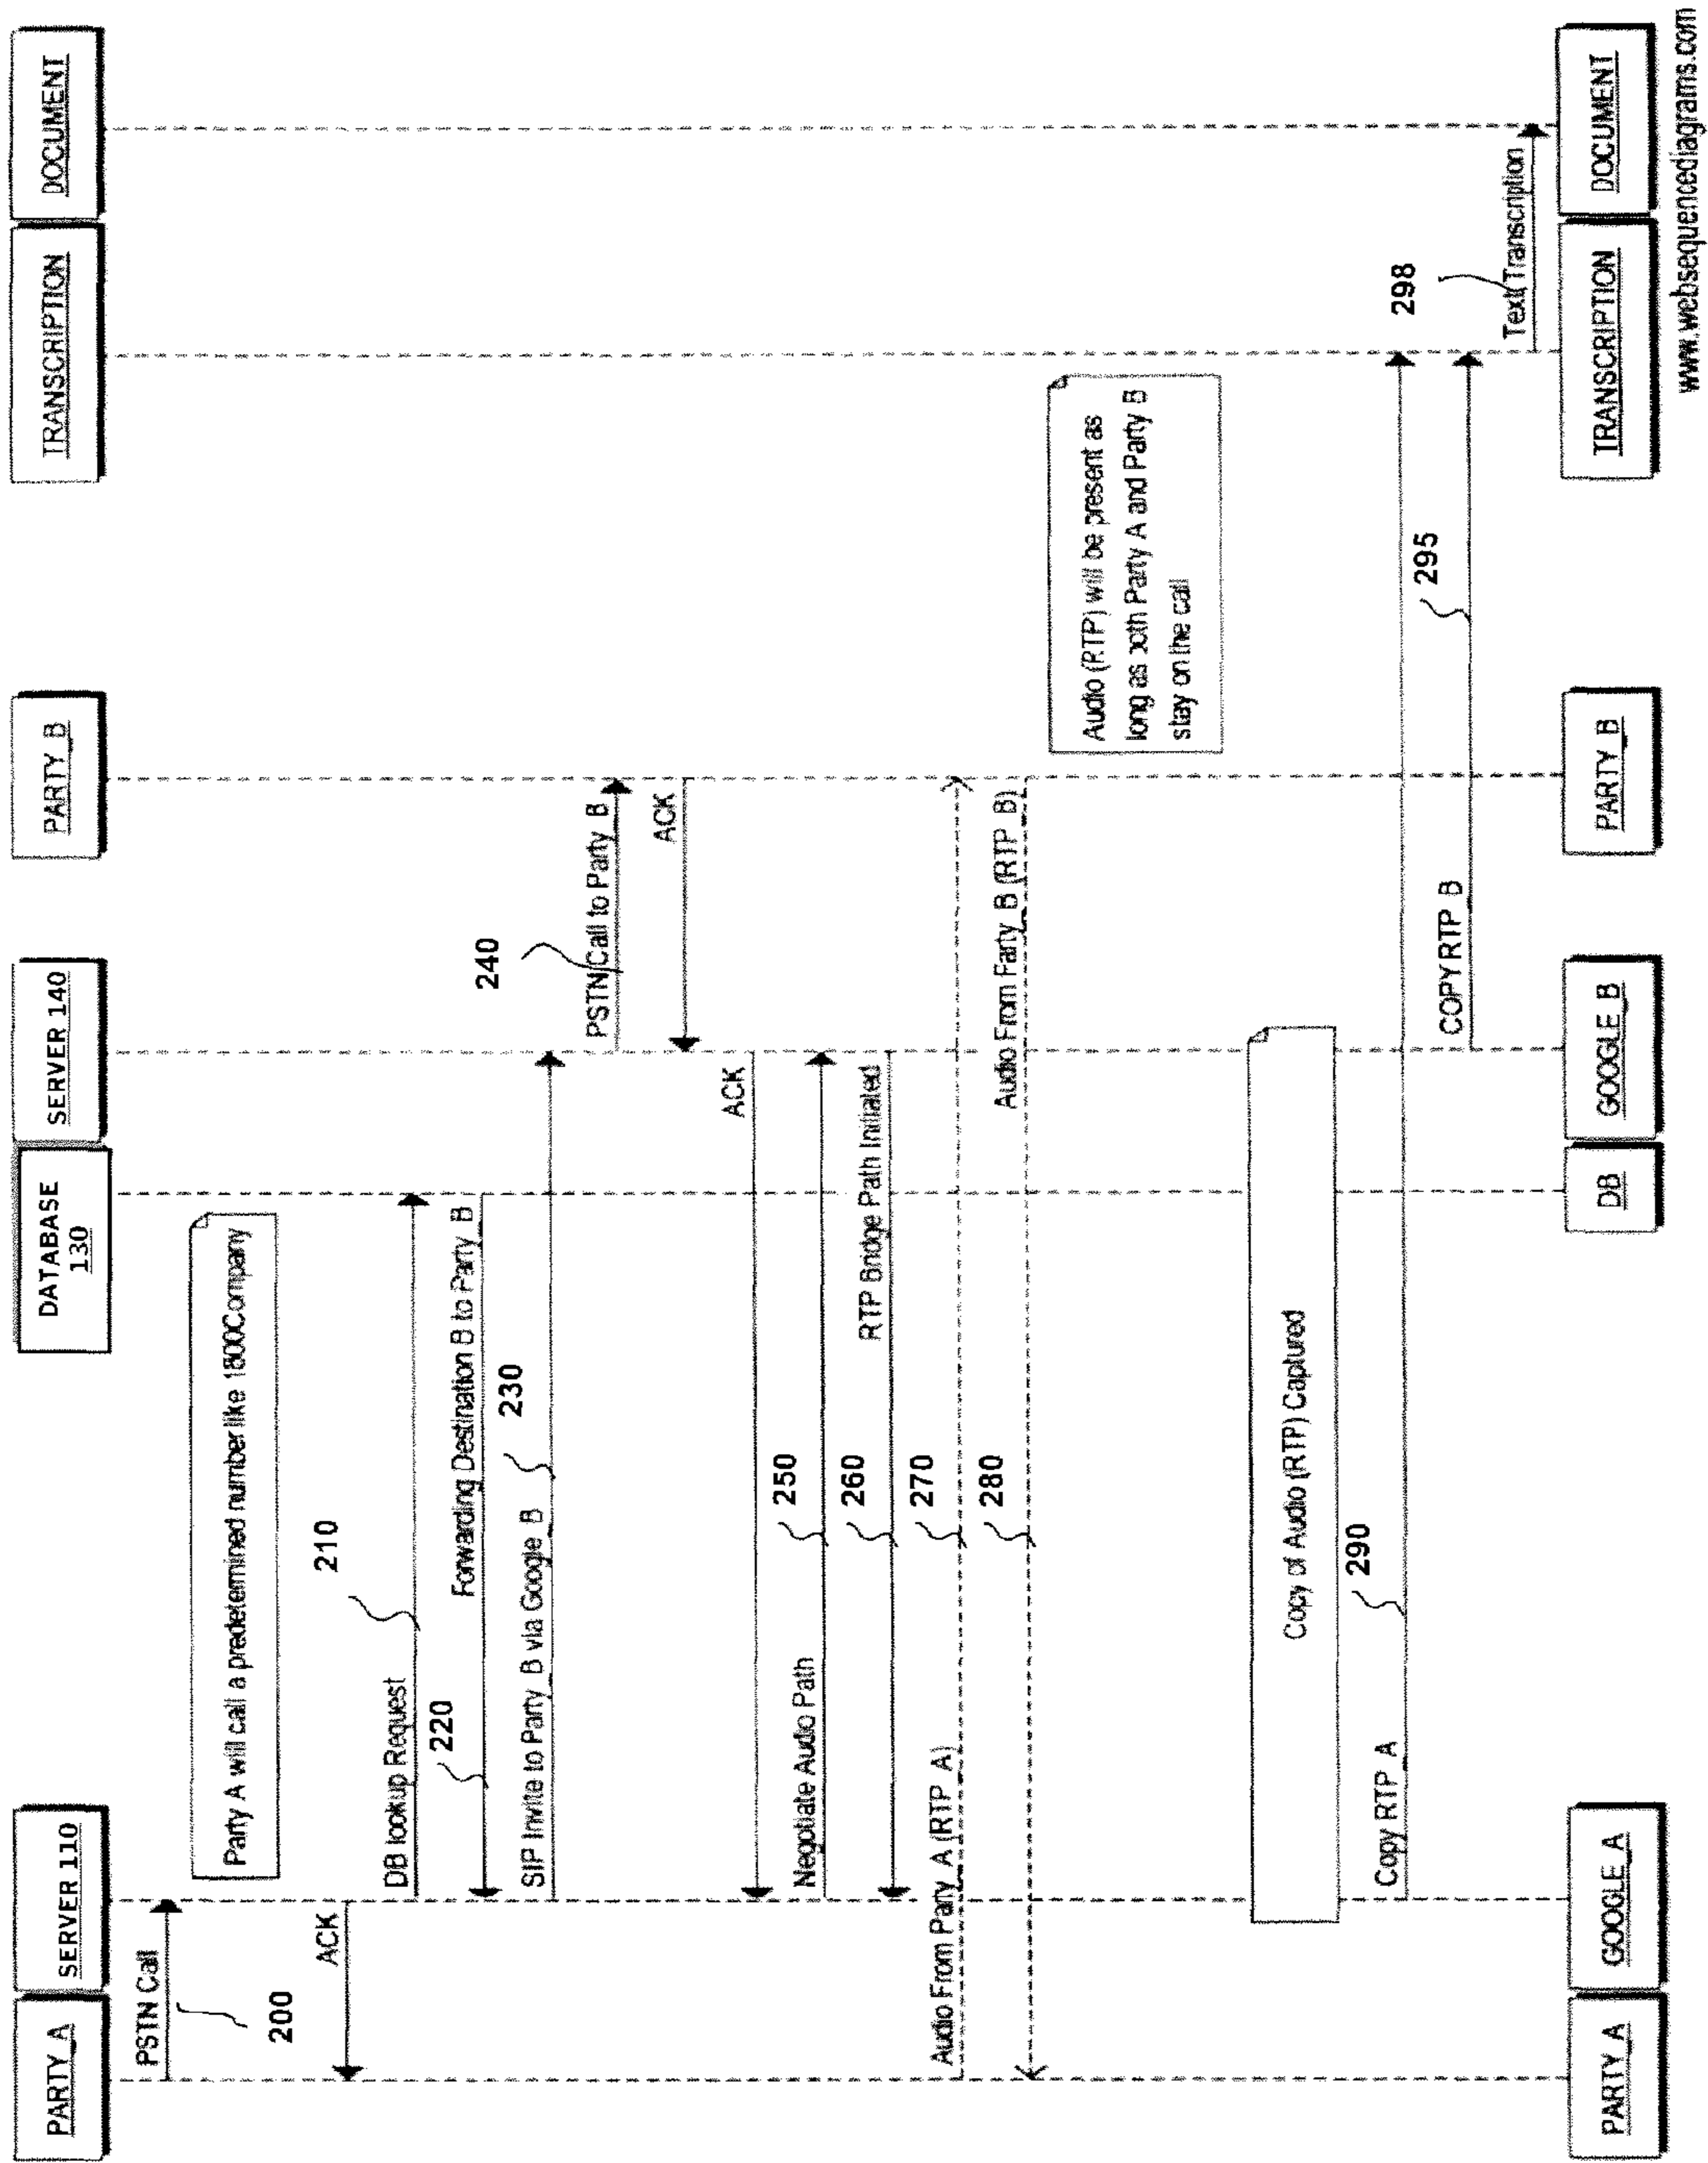 PARTY_A
SERVER 110
DATABASE
130
SERVER 140
PARTY_B
TRANSCRIPTION
DOCUMENT
PSTN Call
200
Party A will call a predetermined number like 1800Company
ACK
210
DB lookup Request
220
Forwarding Destination B to Party_B
230
SIP Invite to Party_B via Google_B
240
PSTN Call to Party_B
ACK
ACK
250
Negotiate Audio Path
260
RTP Bridge Path Initiated
270
Audio From Party_A (RTP_A)
280
Audio From Party_B (RTP_B)
Audio (RTP) will be present as
long as both Party A and Party B
stay on the call
Copy of Audio (RTP) Captured
290
Copy RTP_A
295
COPY RTP_B
298
Text Transcription
PARTY_A
GOOGLE_A
DB
GOOGLE_B
PARTY_B
TRANSCRIPTION
DOCUMENT
www.websequencediagrams.com